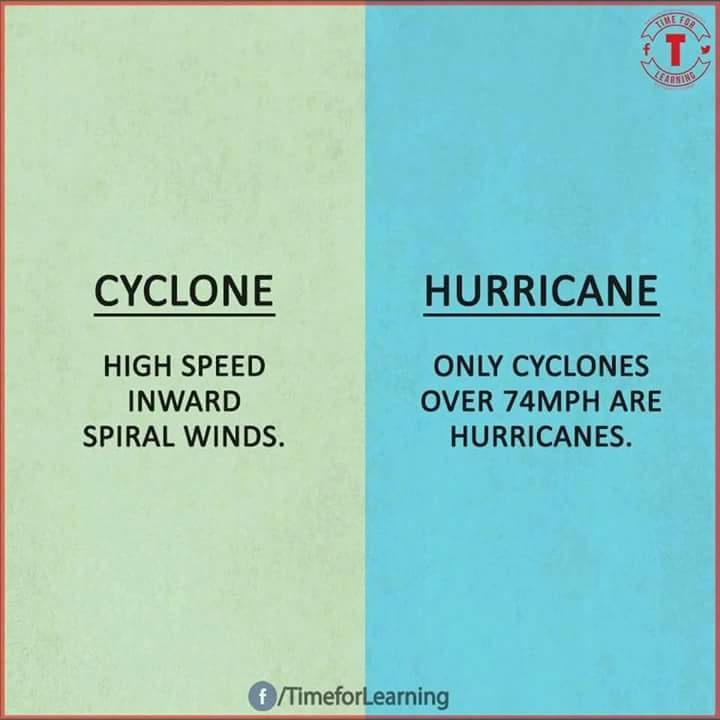 TIME FOR
f T
LEARNING
CYCLONE
HIGH SPEED
INWARD
SPIRAL WINDS.
HURRICANE
ONLY CYCLONES
OVER 74MPH ARE
HURRICANES.
f /TimeforLearning